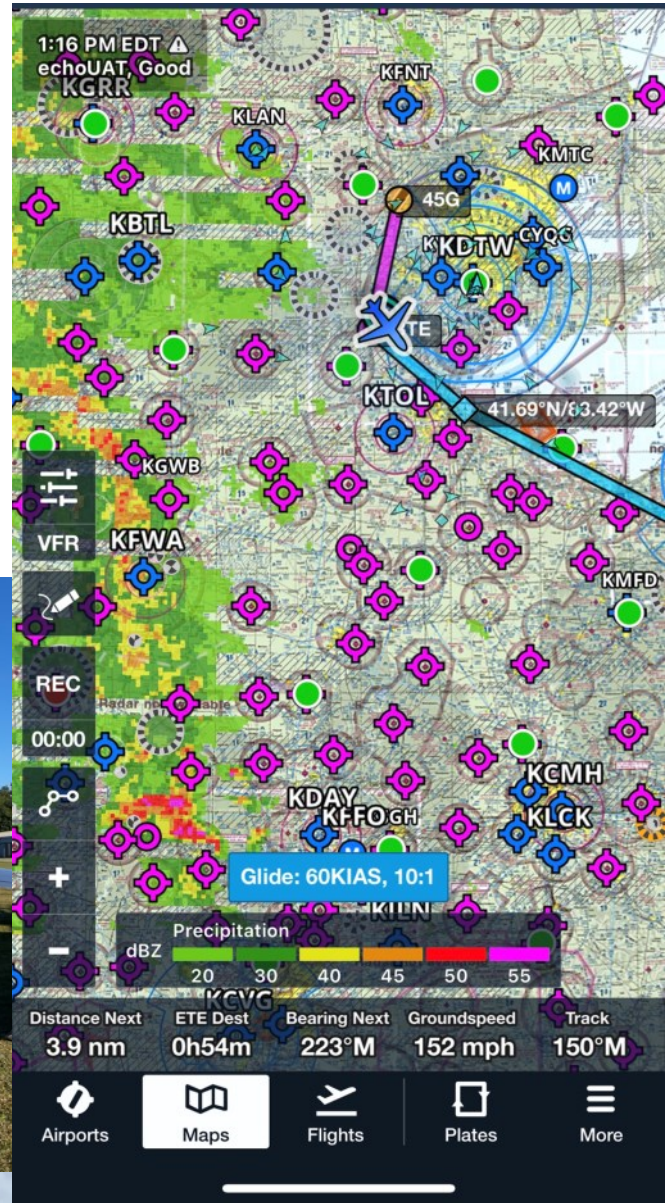 1:16 PM EDT
echoUAT, Good
KGRR
KFNT
KLAN
KMTC
M
45G
KBTL
KDTW
CYQG
TE
KTOL
41.69°N/83.42°W
KGWB
VFR
KFWA
KMFD
REC
00:00
KCMH
KDAY
KFFO
GH
KLCK
Glide: 60KIAS, 10:1
KILN
Precipitation
dBZ
20 30 40 45 50 55
KCVG
Distance Next ETE Dest Bearing Next Groundspeed Track
3.9 nm 0h54m 223°M 152 mph 150°M
Airports Maps Flights Plates More